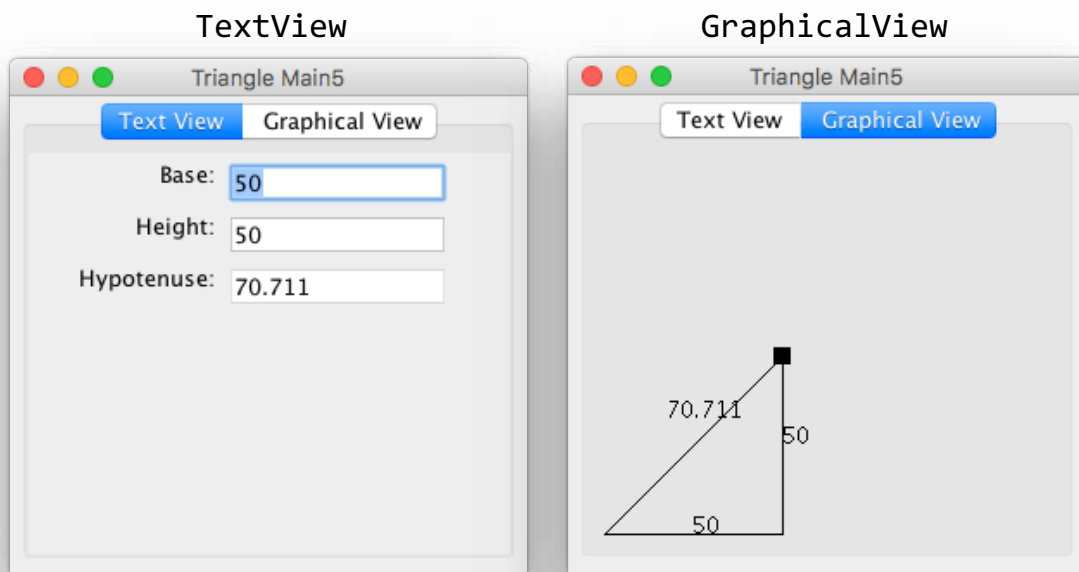 TextView
Triangle Main5
Text View Graphical View
Base: 50
Height: 50
Hypotenuse: 70.711
GraphicalView
Triangle Main5
Text View Graphical View
70.711
50
50